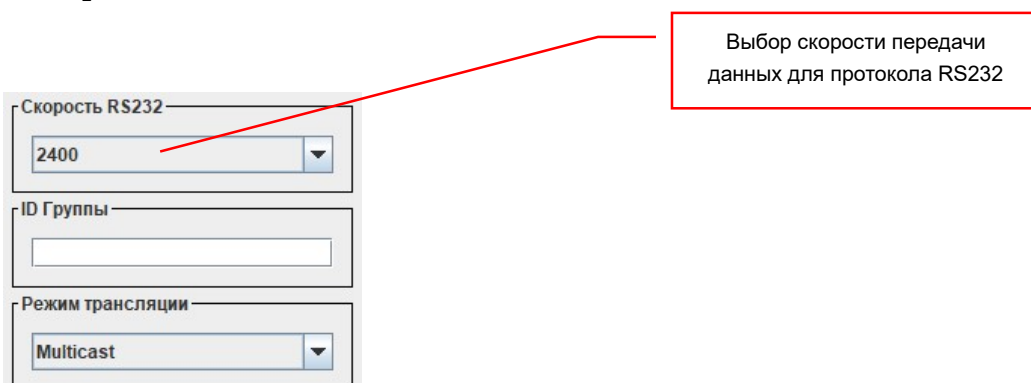 Выбор скорости передачи
данных для протокола RS232
Скорость RS232
2400
ID Группы
Режим трансляции
Multicast